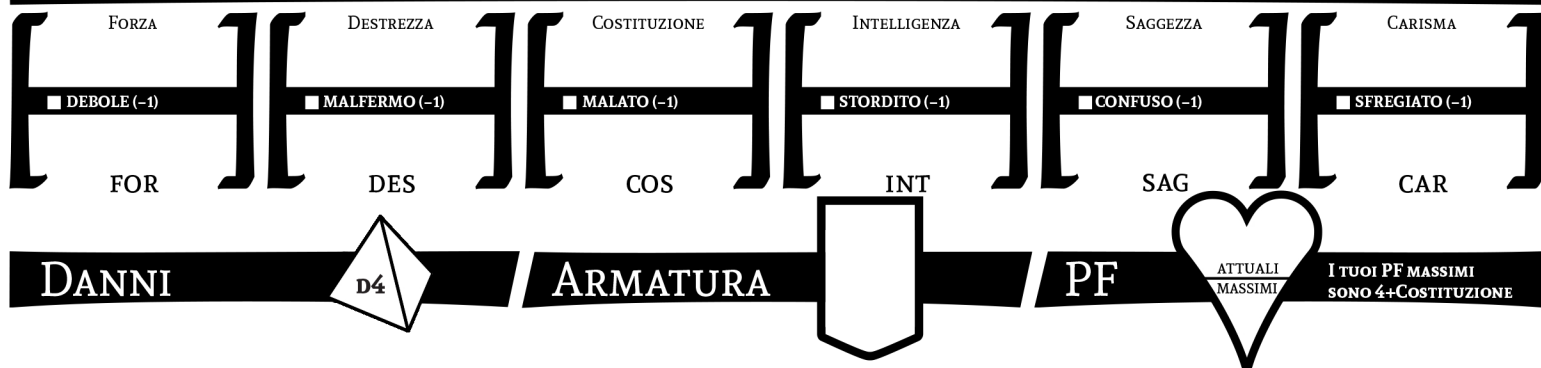 Forza Destrezza Costituzione Intelligenza Saggezza Carisma
DEBOLE (−1) MALFERMO (−1) MALATO (−1) STORDITO (−1) CONFUSO (−1) SFREGIATO (−1)
FOR DES COS INT SAG CAR
Danni D4 Armatura PF ATTUALI I TUOI PF MASSIMI
MASSIMI SONO 4+COSTITUZIONE